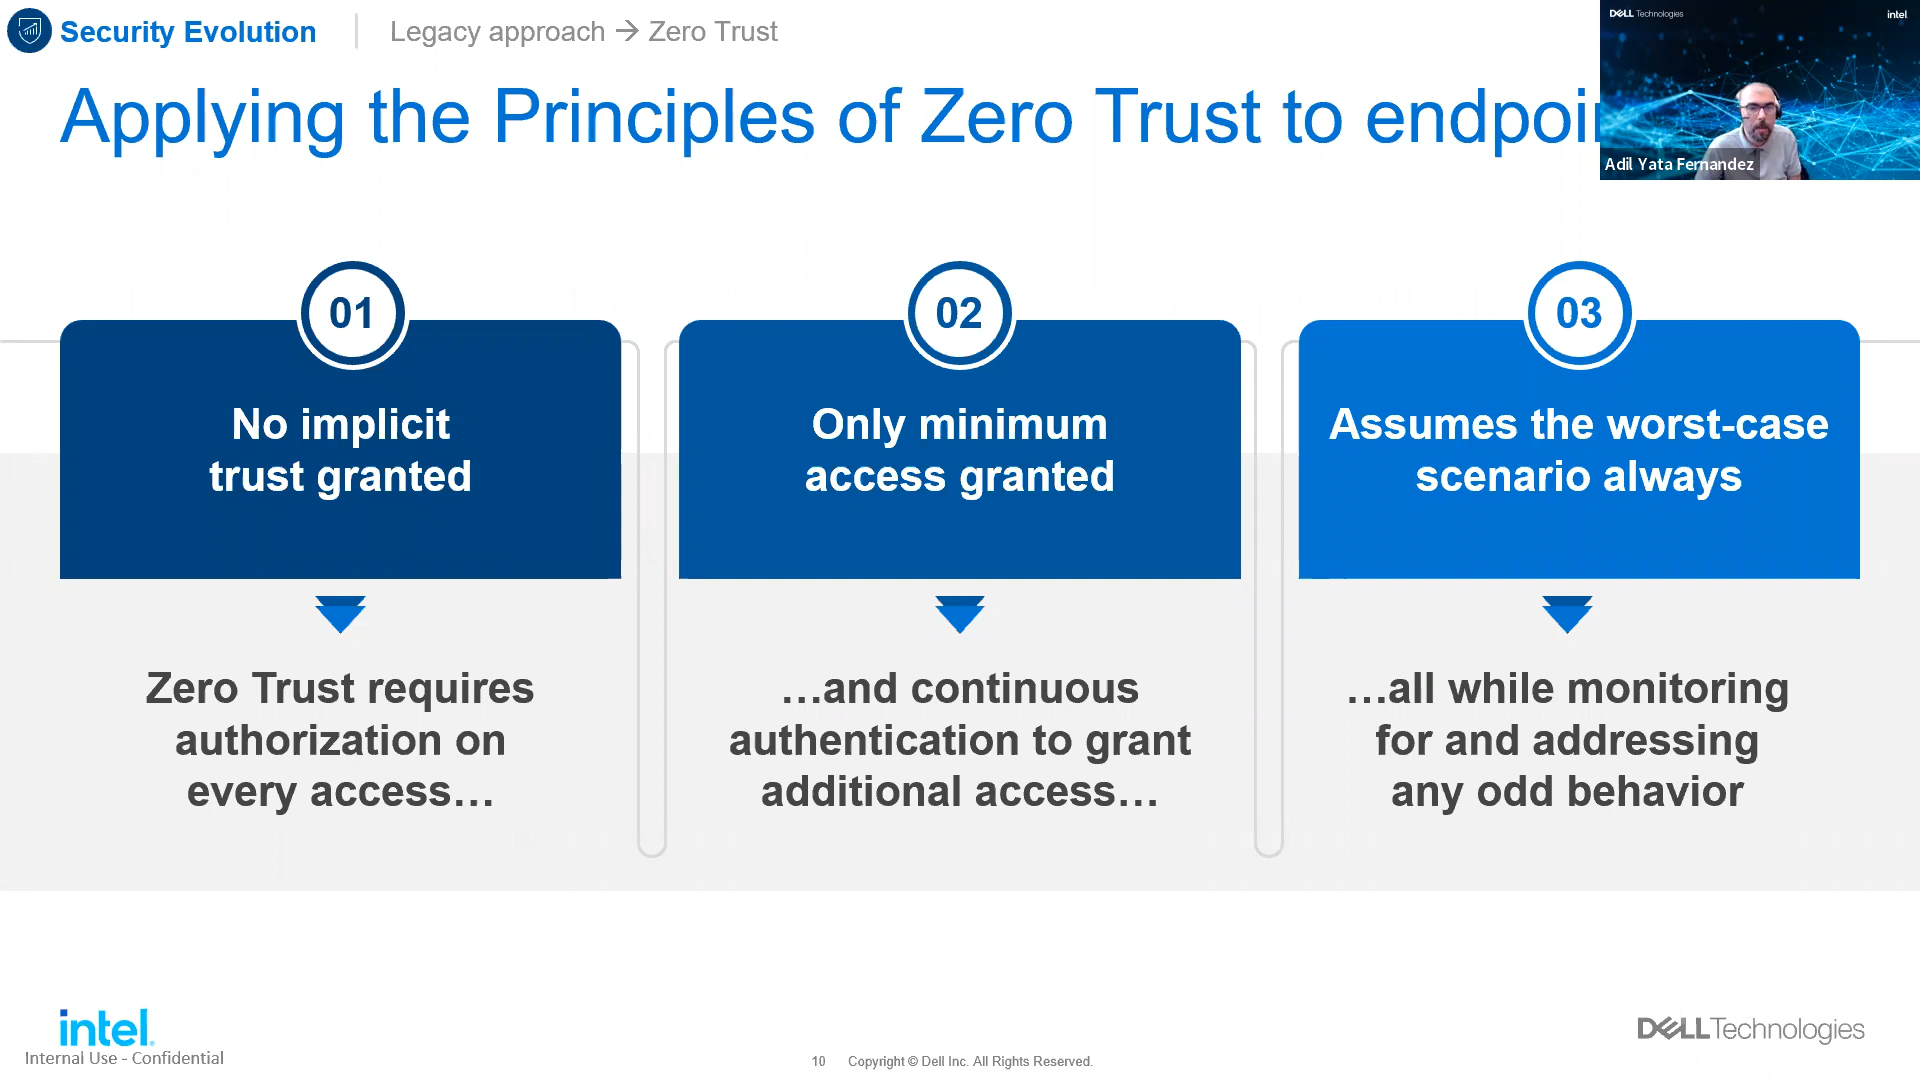 Security Evolution
Legacy approach → Zero Trust
DELL Technologies
intel
Applying the Principles of Zero Trust to endpoi
Adil Yata Fernandez
01
No implicit
trust granted
Zero Trust requires
authorization on
every access…
02
Only minimum
access granted
…and continuous
authentication to grant
additional access…
03
Assumes the worst-case
scenario always
…all while monitoring
for and addressing
any odd behavior
intel.
Internal Use - Confidential
10 Copyright © Dell Inc. All Rights Reserved.
DELL Technologies